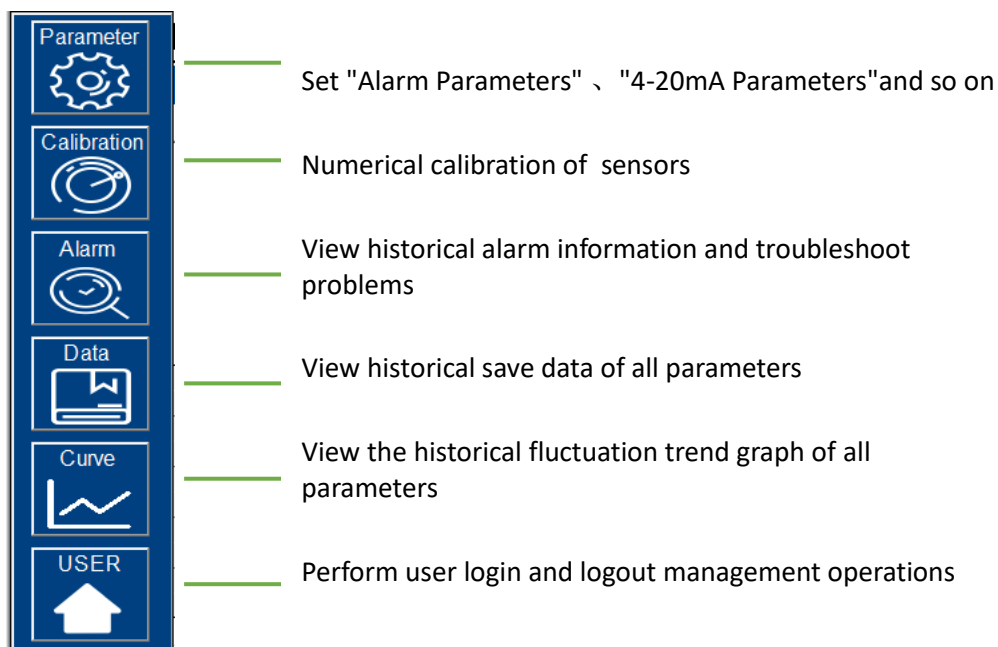 Parameter
Set "Alarm Parameters" 、"4-20mA Parameters"and so on
Calibration
Numerical calibration of  sensors
Alarm
View historical alarm information and troubleshoot
problems
Data
View historical save data of all parameters
Curve
View the historical fluctuation trend graph of all
parameters
USER
Perform user login and logout management operations